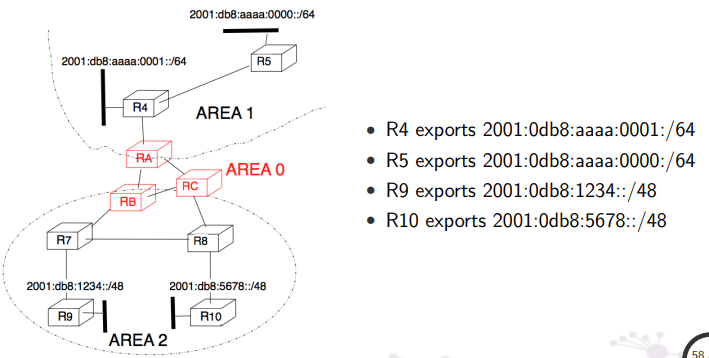 2001:db8:aaaa:0000::/64
2001:db8:aaaa:0001::/64
R5
R4
AREA 1
RA
AREA 0
RC
RB
R7
R8
2001:db8:1234::/48
2001:db8:5678::/48
R9
R10
AREA 2
• R4 exports 2001:0db8:aaaa:0001:/64
• R5 exports 2001:0db8:aaaa:0000:/64
• R9 exports 2001:0db8:1234::/48
• R10 exports 2001:0db8:5678::/48
58